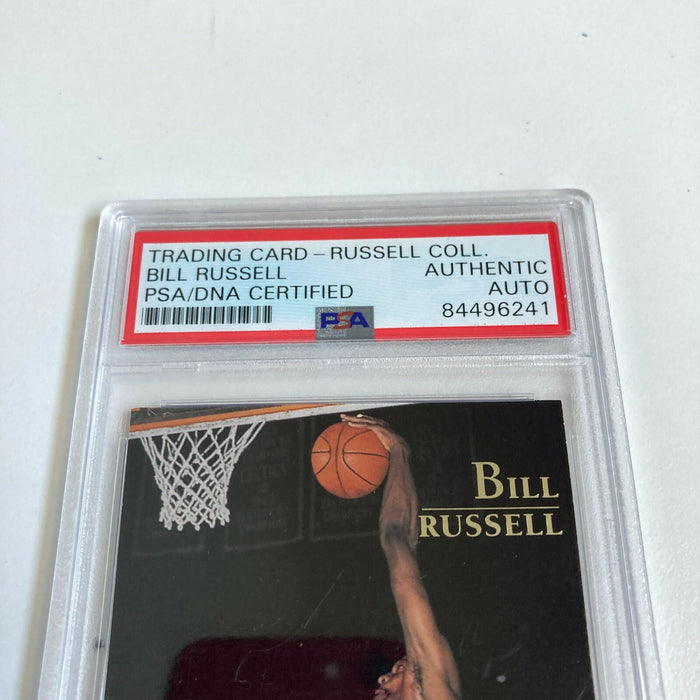 TRADING CARD – RUSSELL COLL.
BILL RUSSELL AUTHENTIC
PSA/DNA CERTIFIED AUTO
84496241
PSA
BILL
RUSSELL